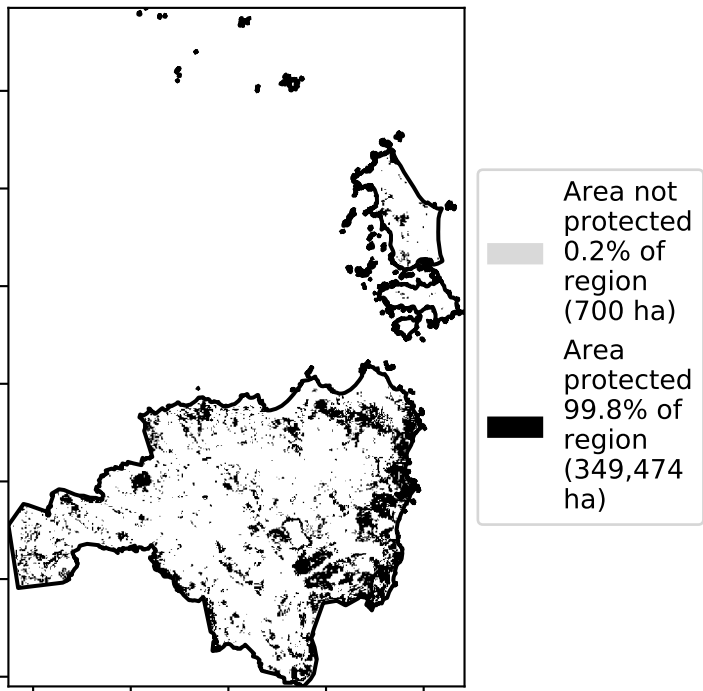 Area not
protected
0.2% of
region
(700 ha)
Area
protected
99.8% of
region
(349,474
ha)